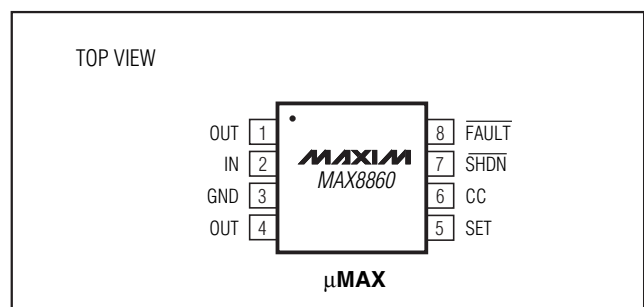 TOP VIEW
OUT 1
IN 2
GND 3
OUT 4
MAXIM
MAX8860
8 FAULT
7 SHDN
6 CC
5 SET
µMAX